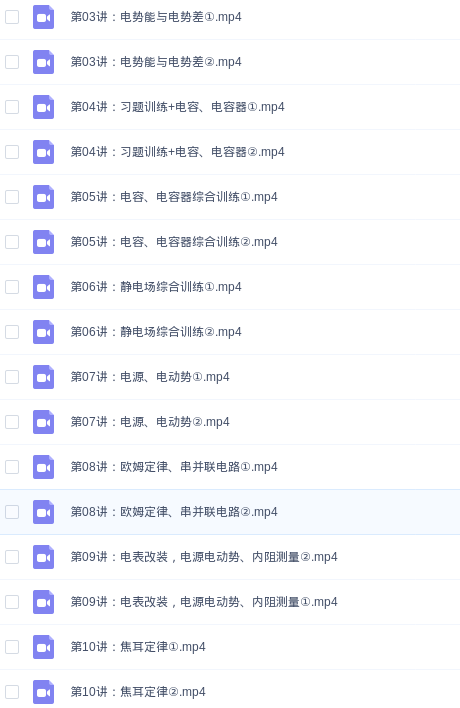 第03讲：电势能与电势差①.mp4
第03讲：电势能与电势差②.mp4
第04讲：习题训练+电容、电容器①.mp4
第04讲：习题训练+电容、电容器②.mp4
第05讲：电容、电容器综合训练①.mp4
第05讲：电容、电容器综合训练②.mp4
第06讲：静电场综合训练①.mp4
第06讲：静电场综合训练②.mp4
第07讲：电源、电动势①.mp4
第07讲：电源、电动势②.mp4
第08讲：欧姆定律、串并联电路①.mp4
第08讲：欧姆定律、串并联电路②.mp4
第09讲：电表改装，电源电动势、内阻测量②.mp4
第09讲：电表改装，电源电动势、内阻测量①.mp4
第10讲：焦耳定律①.mp4
第10讲：焦耳定律②.mp4